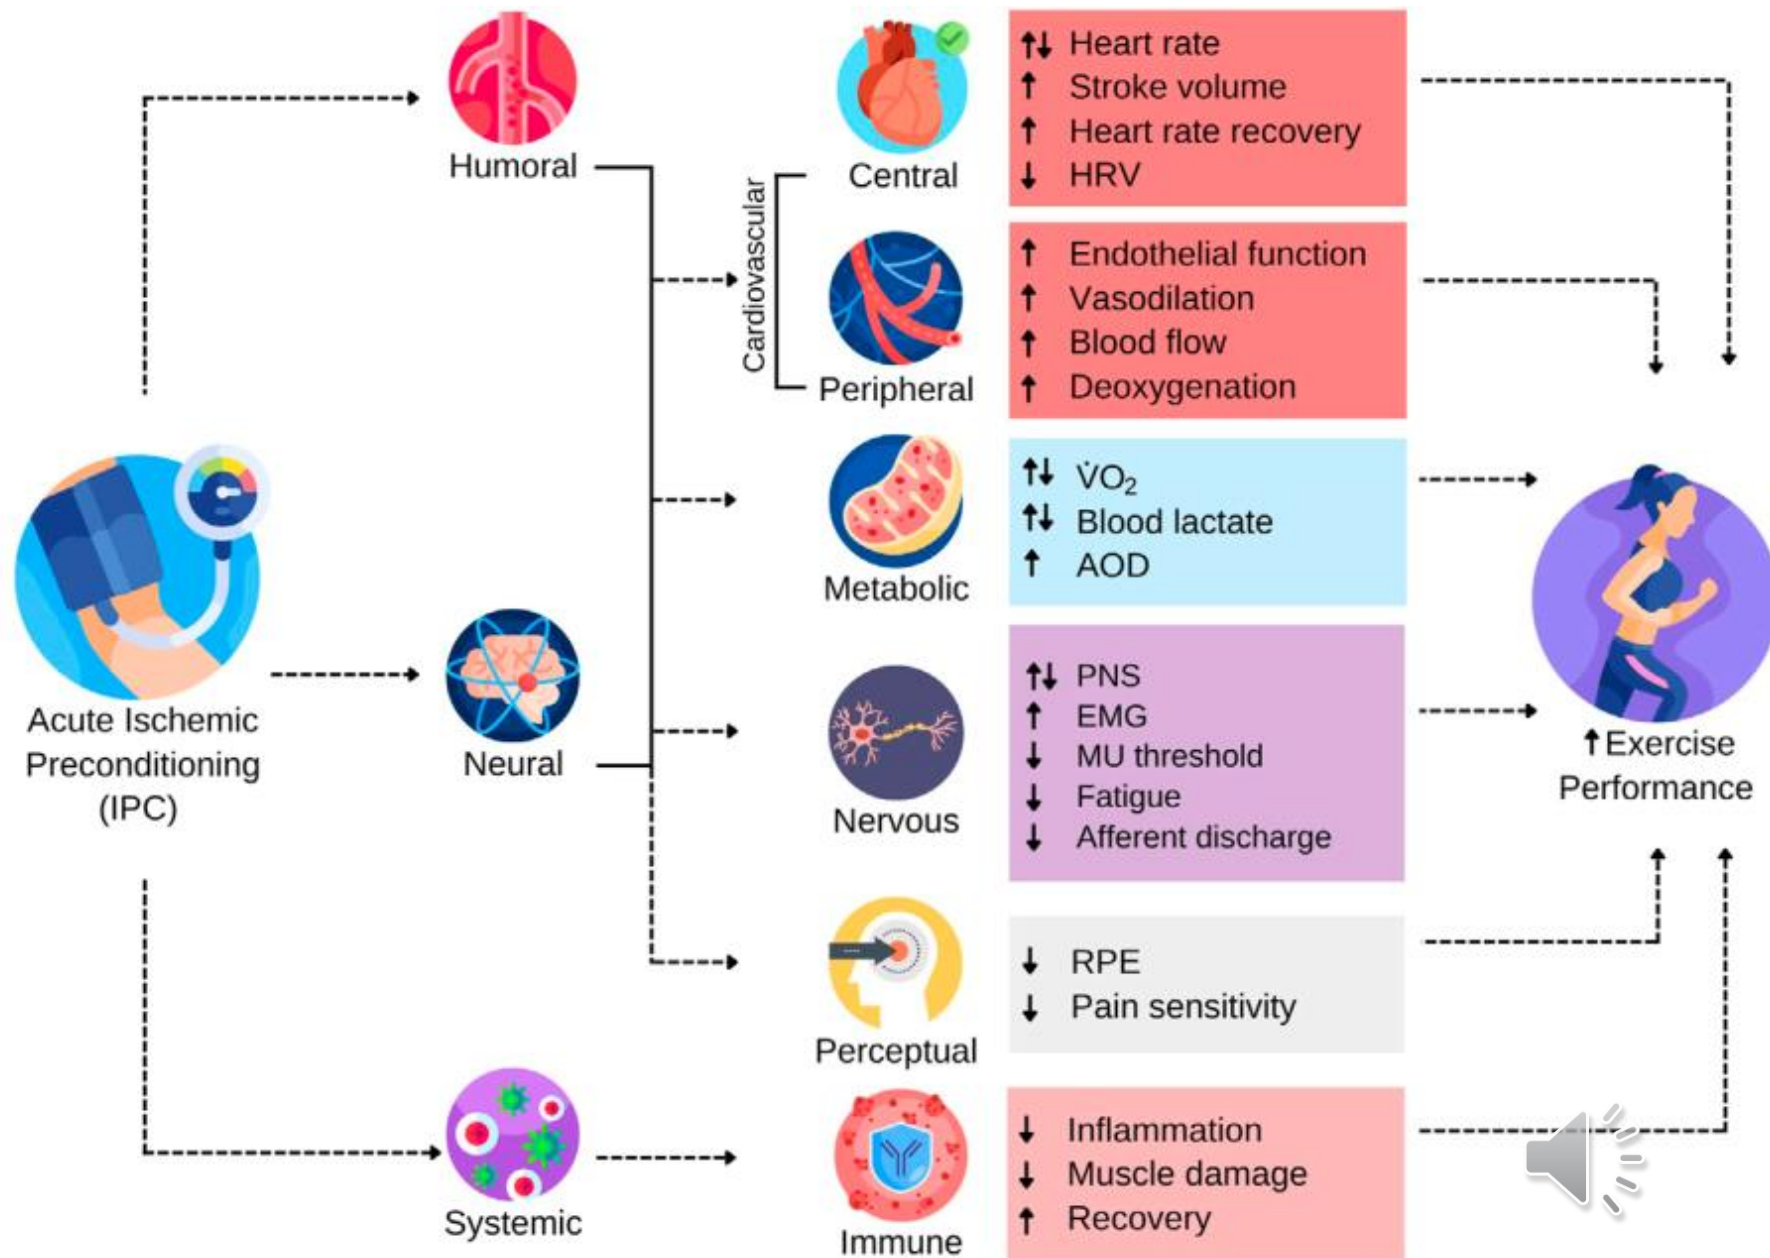 Acute Ischemic
Preconditioning
(IPC)
Humoral
Neural
Systemic
Cardiovascular
Central
↑↓ Heart rate
↑ Stroke volume
↑ Heart rate recovery
↓ HRV
Peripheral
↑ Endothelial function
↑ Vasodilation
↑ Blood flow
↑ Deoxygenation
Metabolic
↑↓ V̇O₂
↑↓ Blood lactate
↑ AOD
Nervous
↑↓ PNS
↑ EMG
↓ MU threshold
↓ Fatigue
↓ Afferent discharge
Perceptual
↓ RPE
↓ Pain sensitivity
Immune
↓ Inflammation
↓ Muscle damage
↑ Recovery
↑ Exercise
Performance